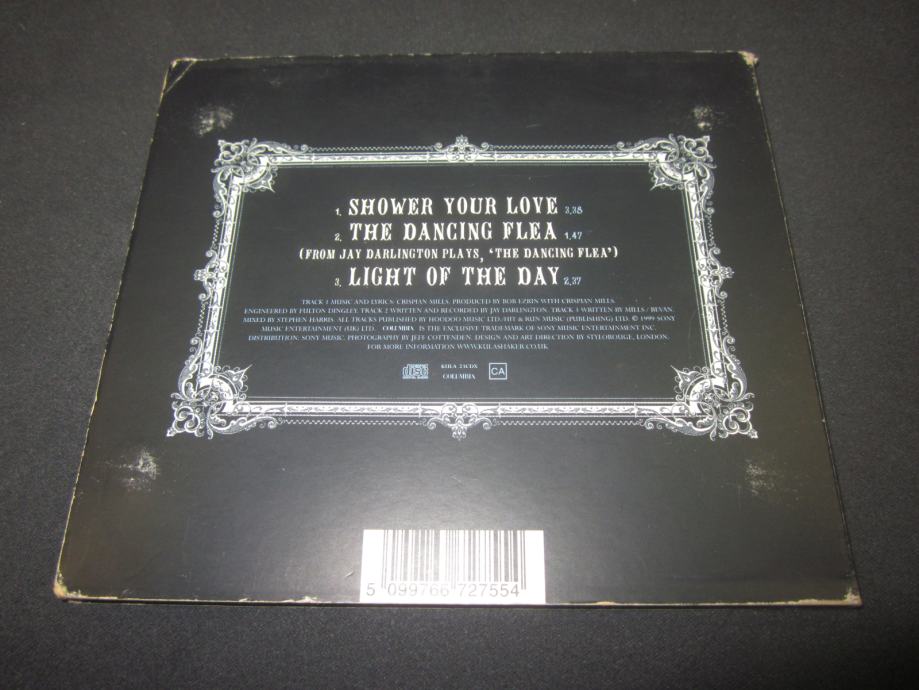 1. SHOWER YOUR LOVE 3,38
2. THE DANCING FLEA 1,47
(FROM JAY DARLINGTON PLAYS, 'THE DANCING FLEA')
3. LIGHT OF THE DAY 2,37
TRACK 1 MUSIC AND LYRICS: CRISPIAN MILLS. PRODUCED BY BOB EZRIN WITH CRISPIAN MILLS.
ENGINEERED BY FULTON DINGLEY. TRACK 2 WRITTEN AND RECORDED BY JAY DARLINGTON. TRACK 3 WRITTEN BY MILLS / BEVAN.
MIXED BY STEPHEN HARRIS. ALL TRACKS PUBLISHED BY HOODOO MUSIC LTD. /HIT & RUN MUSIC (PUBLISHING) LTD. © 1999 SONY
MUSIC ENTERTAINMENT (UK) LTD. COLUMBIA IS THE EXCLUSIVE TRADEMARK OF SONY MUSIC ENTERTAINMENT INC.
DISTRIBUTION: SONY MUSIC. PHOTOGRAPHY BY JEFF COTTENDEN. DESIGN AND ART DIRECTION BY STYLOROUGE, LONDON.
FOR MORE INFORMATION WWW.KULASHAKER.CO.UK
disc KULA 23CDX CA
COLUMBIA
5 099766 727554